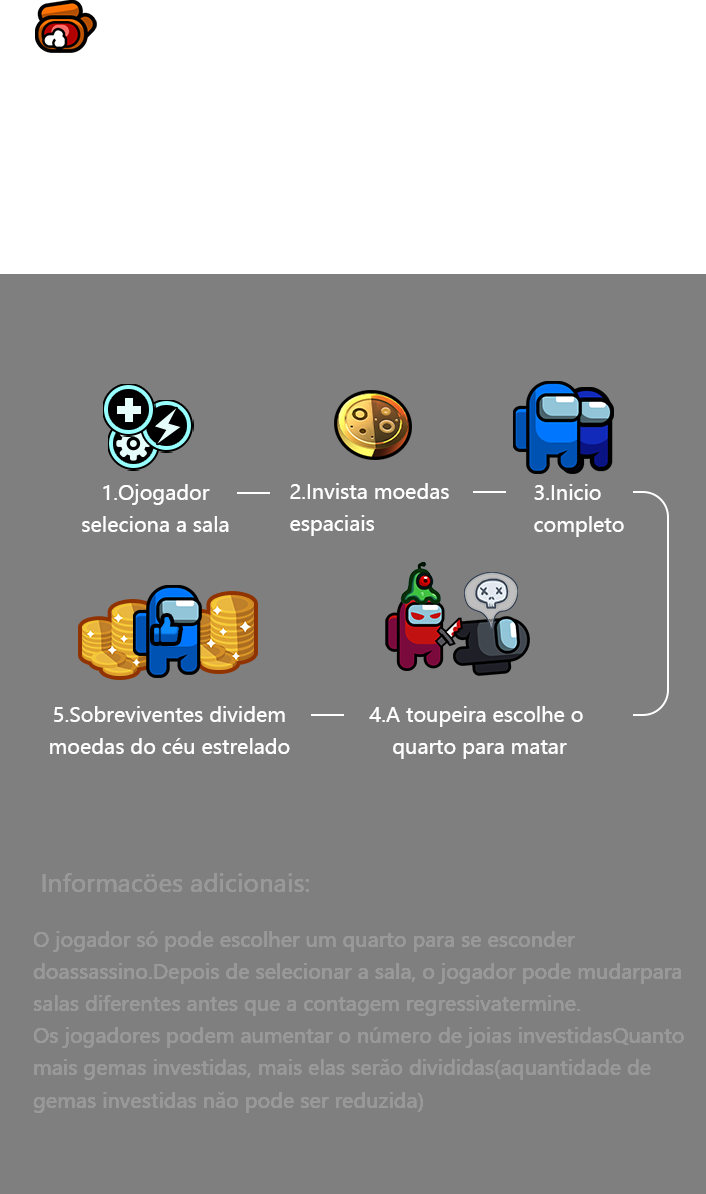 1.Ojogador
seleciona a sala
2.Invista moedas
espaciais
3.Inicio
completo
4.A toupeira escolhe o
quarto para matar
5.Sobreviventes dividem
moedas do céu estrelado
Informacöes adicionais:
O jogador só pode escolher um quarto para se esconder
doassassino.Depois de selecionar a sala, o jogador pode mudarpara
salas diferentes antes que a contagem regressivatermine.
Os jogadores podem aumentar o número de joias investidasQuanto
mais gemas investidas, mais elas serăo divididas(aquantidade de
gemas investidas năo pode ser reduzida)